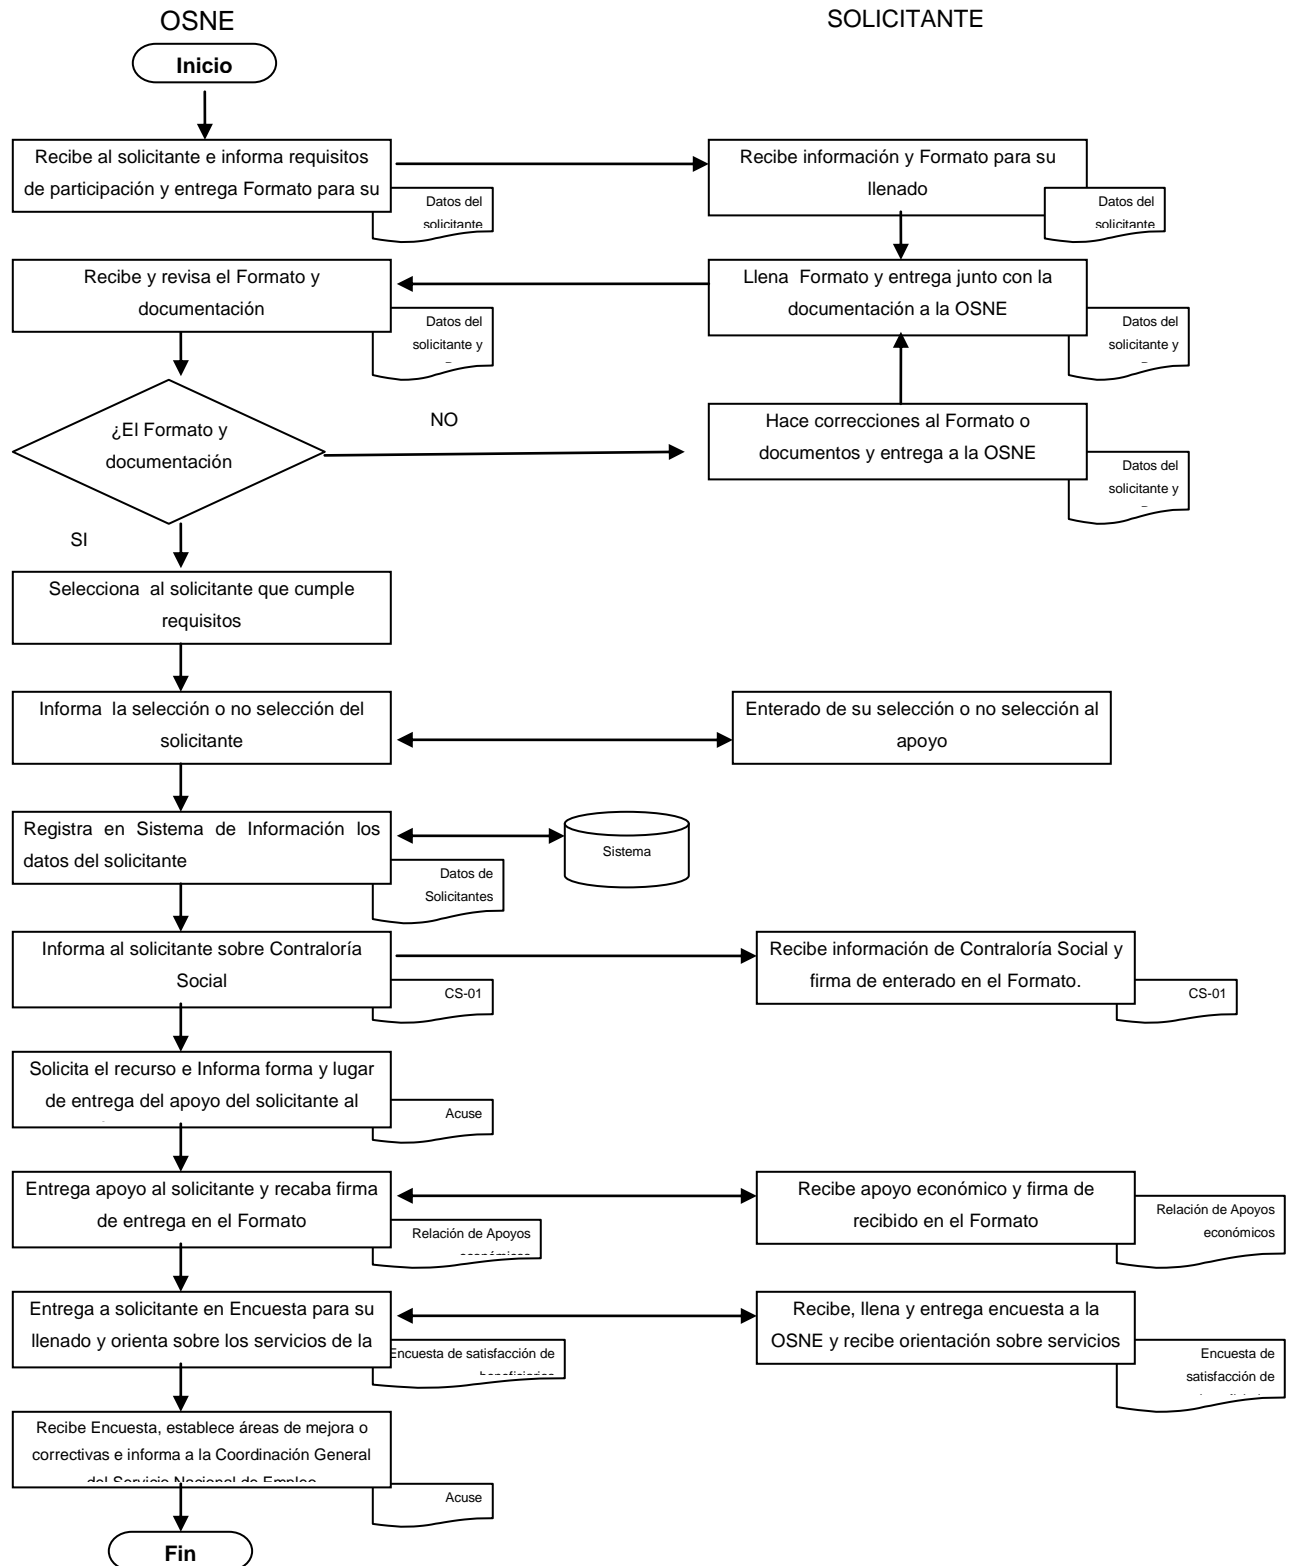 OSNE
SOLICITANTE
Inicio
Recibe al solicitante e informa requisitos
de participación y entrega Formato para su
Datos del
solicitante
Recibe información y Formato para su
llenado
Datos del
solicitante
Recibe y revisa el Formato y
documentación
Datos del
solicitante y
Llena Formato y entrega junto con la
documentación a la OSNE
Datos del
solicitante y
¿El Formato y
documentación
NO
Hace correcciones al Formato o
documentos y entrega a la OSNE
Datos del
solicitante y
SI
Selecciona al solicitante que cumple
requisitos
Informa la selección o no selección del
solicitante
Enterado de su selección o no selección al
apoyo
Registra en Sistema de Información los
datos del solicitante
Datos de
Solicitantes
Sistema
Informa al solicitante sobre Contraloría
Social
CS-01
Recibe información de Contraloría Social y
firma de enterado en el Formato.
CS-01
Solicita el recurso e Informa forma y lugar
de entrega del apoyo del solicitante al
Acuse
Entrega apoyo al solicitante y recaba firma
de entrega en el Formato
Relación de Apoyos
económicos
Recibe apoyo económico y firma de
recibido en el Formato
Relación de Apoyos
económicos
Entrega a solicitante en Encuesta para su
llenado y orienta sobre los servicios de la
Encuesta de satisfacción de
beneficiarios
Recibe, llena y entrega encuesta a la
OSNE y recibe orientación sobre servicios
Encuesta de
satisfacción de
Recibe Encuesta, establece áreas de mejora o
correctivas e informa a la Coordinación General
del Servicio Nacional de Empleo
Acuse
Fin